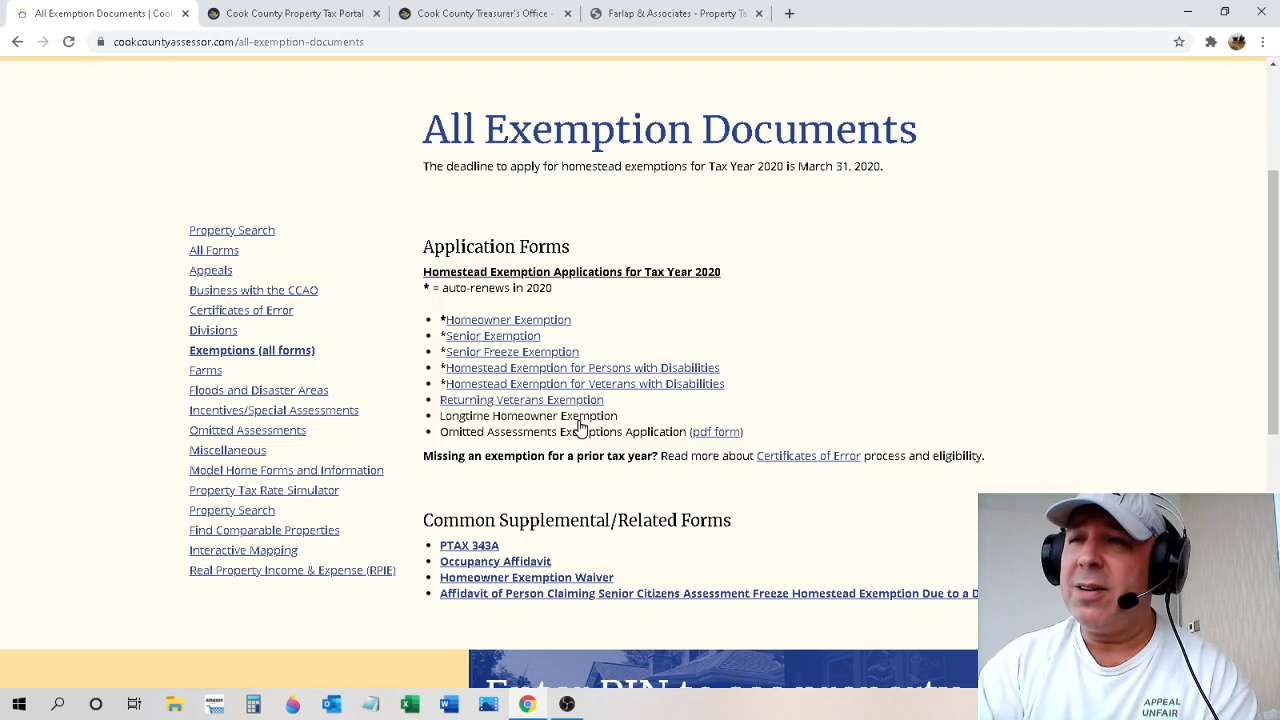 All Exemption Documents | Cook
Cook County Property Tax Portal
Cook County Treasurer's Office -
Farlap & Associates - Property Ta
cookcountyassessor.com/all-exemption-documents
All Exemption Documents
The deadline to apply for homestead exemptions for Tax Year 2020 is March 31, 2020.
Property Search
All Forms
Appeals
Business with the CCAO
Certificates of Error
Divisions
Exemptions (all forms)
Farms
Floods and Disaster Areas
Incentives/Special Assessments
Omitted Assessments
Miscellaneous
Model Home Forms and Information
Property Tax Rate Simulator
Property Search
Find Comparable Properties
Interactive Mapping
Real Property Income & Expense (RPIE)
Application Forms
Homestead Exemption Applications for Tax Year 2020
* = auto-renews in 2020
• *Homeowner Exemption
• *Senior Exemption
• *Senior Freeze Exemption
• *Homestead Exemption for Persons with Disabilities
• *Homestead Exemption for Veterans with Disabilities
• Returning Veterans Exemption
• Longtime Homeowner Exemption
• Omitted Assessments Exemptions Application (pdf form)
Missing an exemption for a prior tax year? Read more about Certificates of Error process and eligibility.
Common Supplemental/Related Forms
• PTAX 343A
• Occupancy Affidavit
• Homeowner Exemption Waiver
• Affidavit of Person Claiming Senior Citizens Assessment Freeze Homestead Exemption Due to a D
APPEAL
UNFAIR